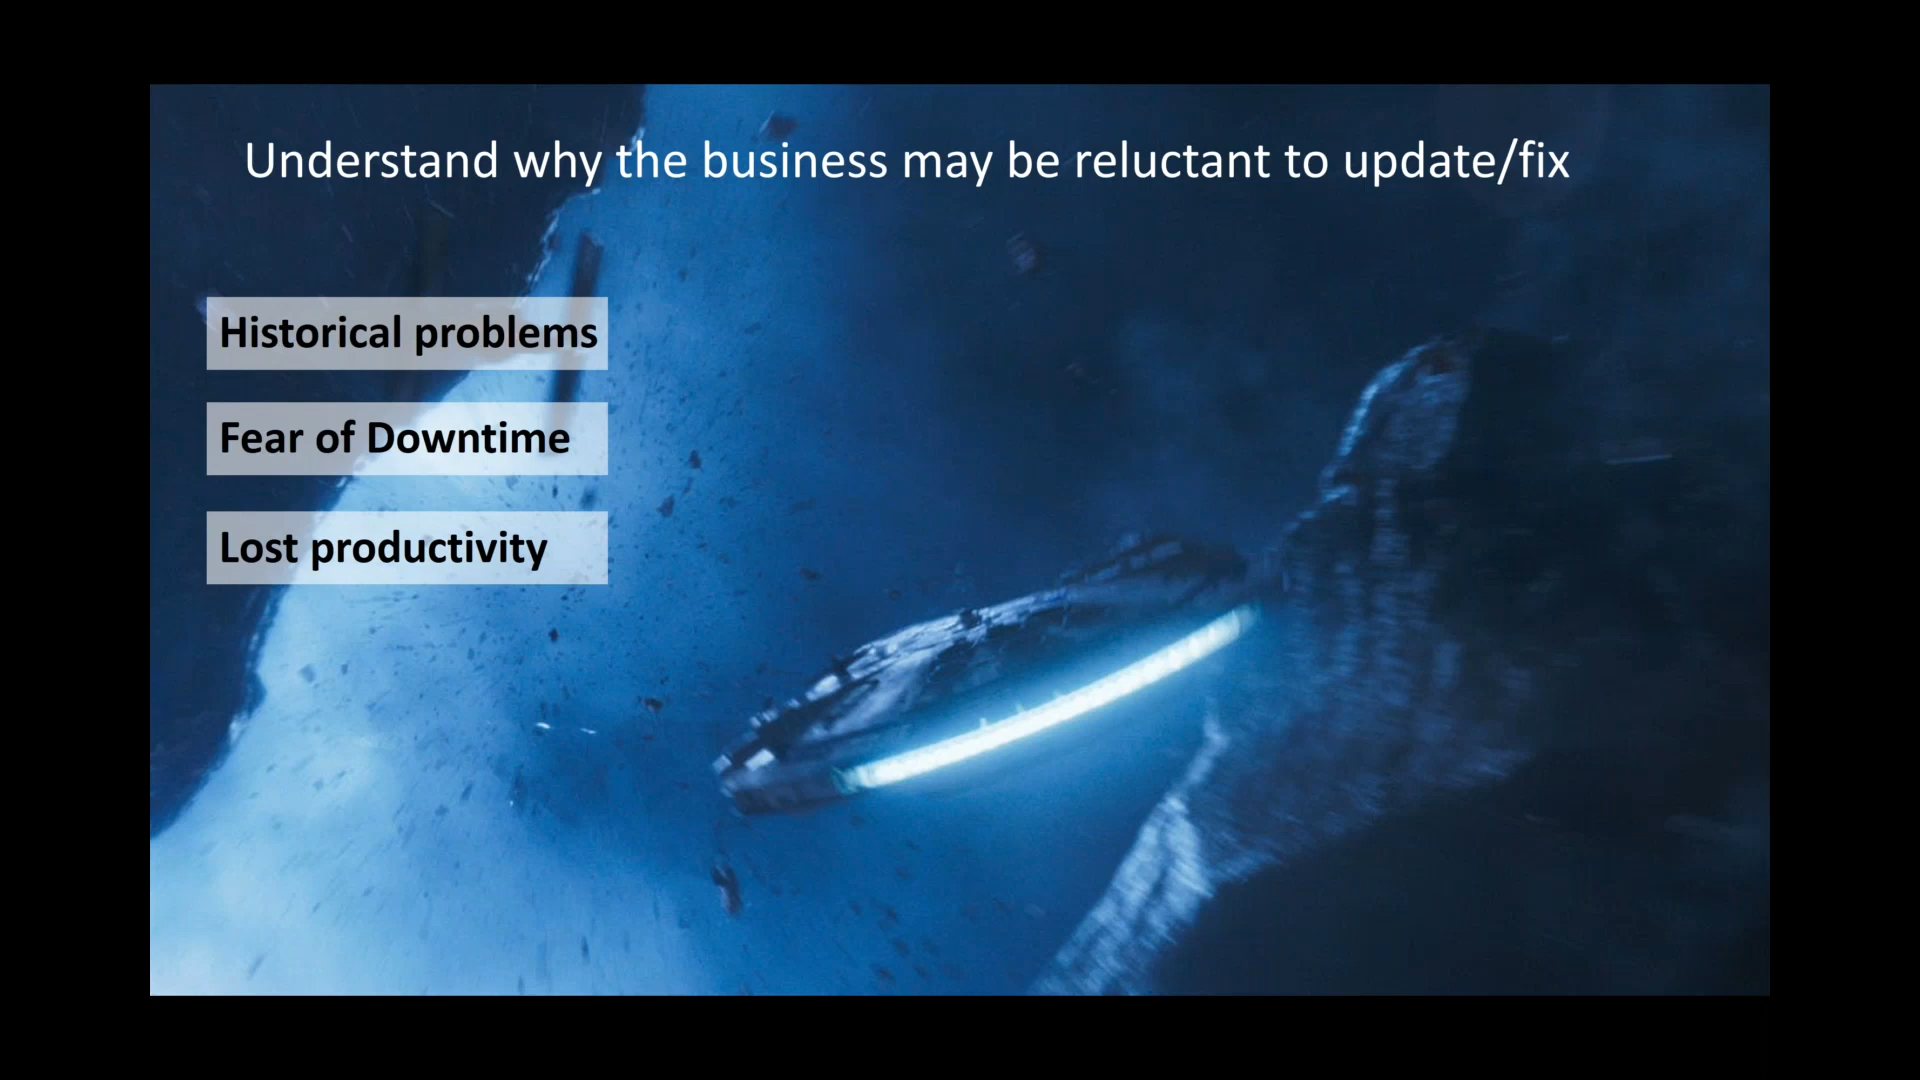 Understand why the business may be reluctant to update/fix
Historical problems
Fear of Downtime
Lost productivity